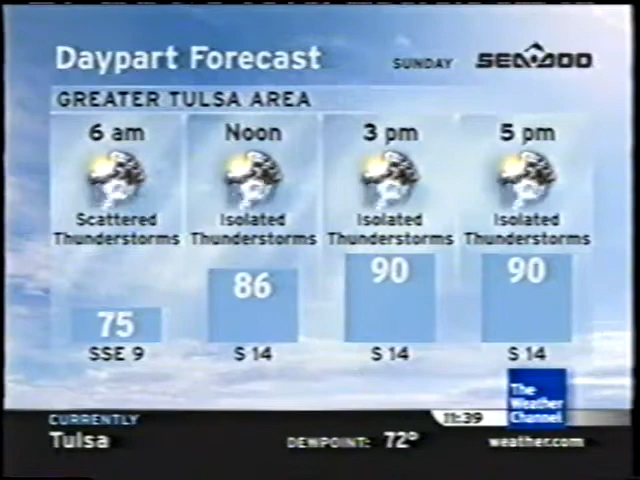 Daypart Forecast
SUNDAY
SEA-DOO
GREATER TULSA AREA
6 am
Noon
3 pm
5 pm
Scattered
Thunderstorms
Isolated
Thunderstorms
Isolated
Thunderstorms
Isolated
Thunderstorms
75
86
90
90
SSE 9
S 14
S 14
S 14
The
Weather
Channel
CURRENTLY
11:39
Tulsa
DEWPOINT: 72°
weather.com